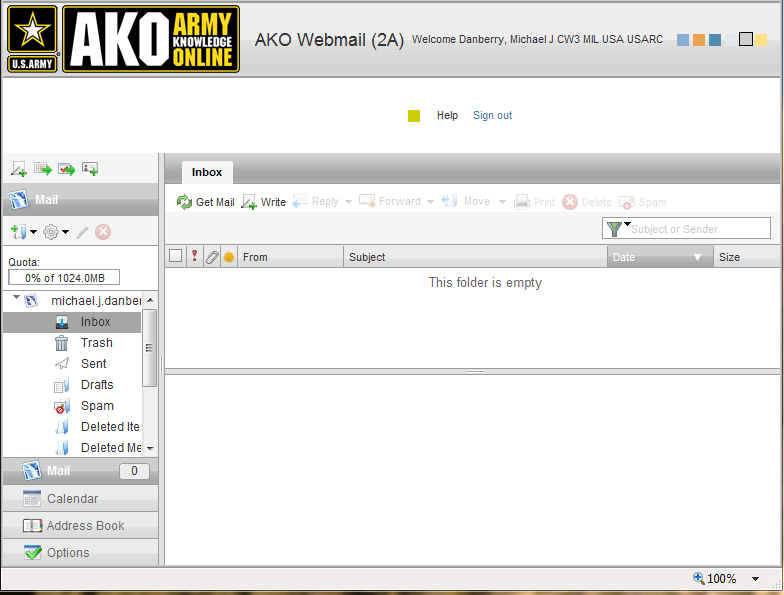 U.S.ARMY
AKO ARMY KNOWLEDGE ONLINE
AKO Webmail (2A) Welcome Danberry, Michael J CW3 MIL USA USARC
Help Sign out
Inbox
Mail
Get Mail Write Reply Forward Move Print Delete Spam
Subject or Sender
Quota:
0% of 1024.0MB
! From Subject Date Size
This folder is empty
michael.j.danber
Inbox
Trash
Sent
Drafts
Spam
Deleted Ite
Deleted Me
Mail 0
Calendar
Address Book
Options
100%